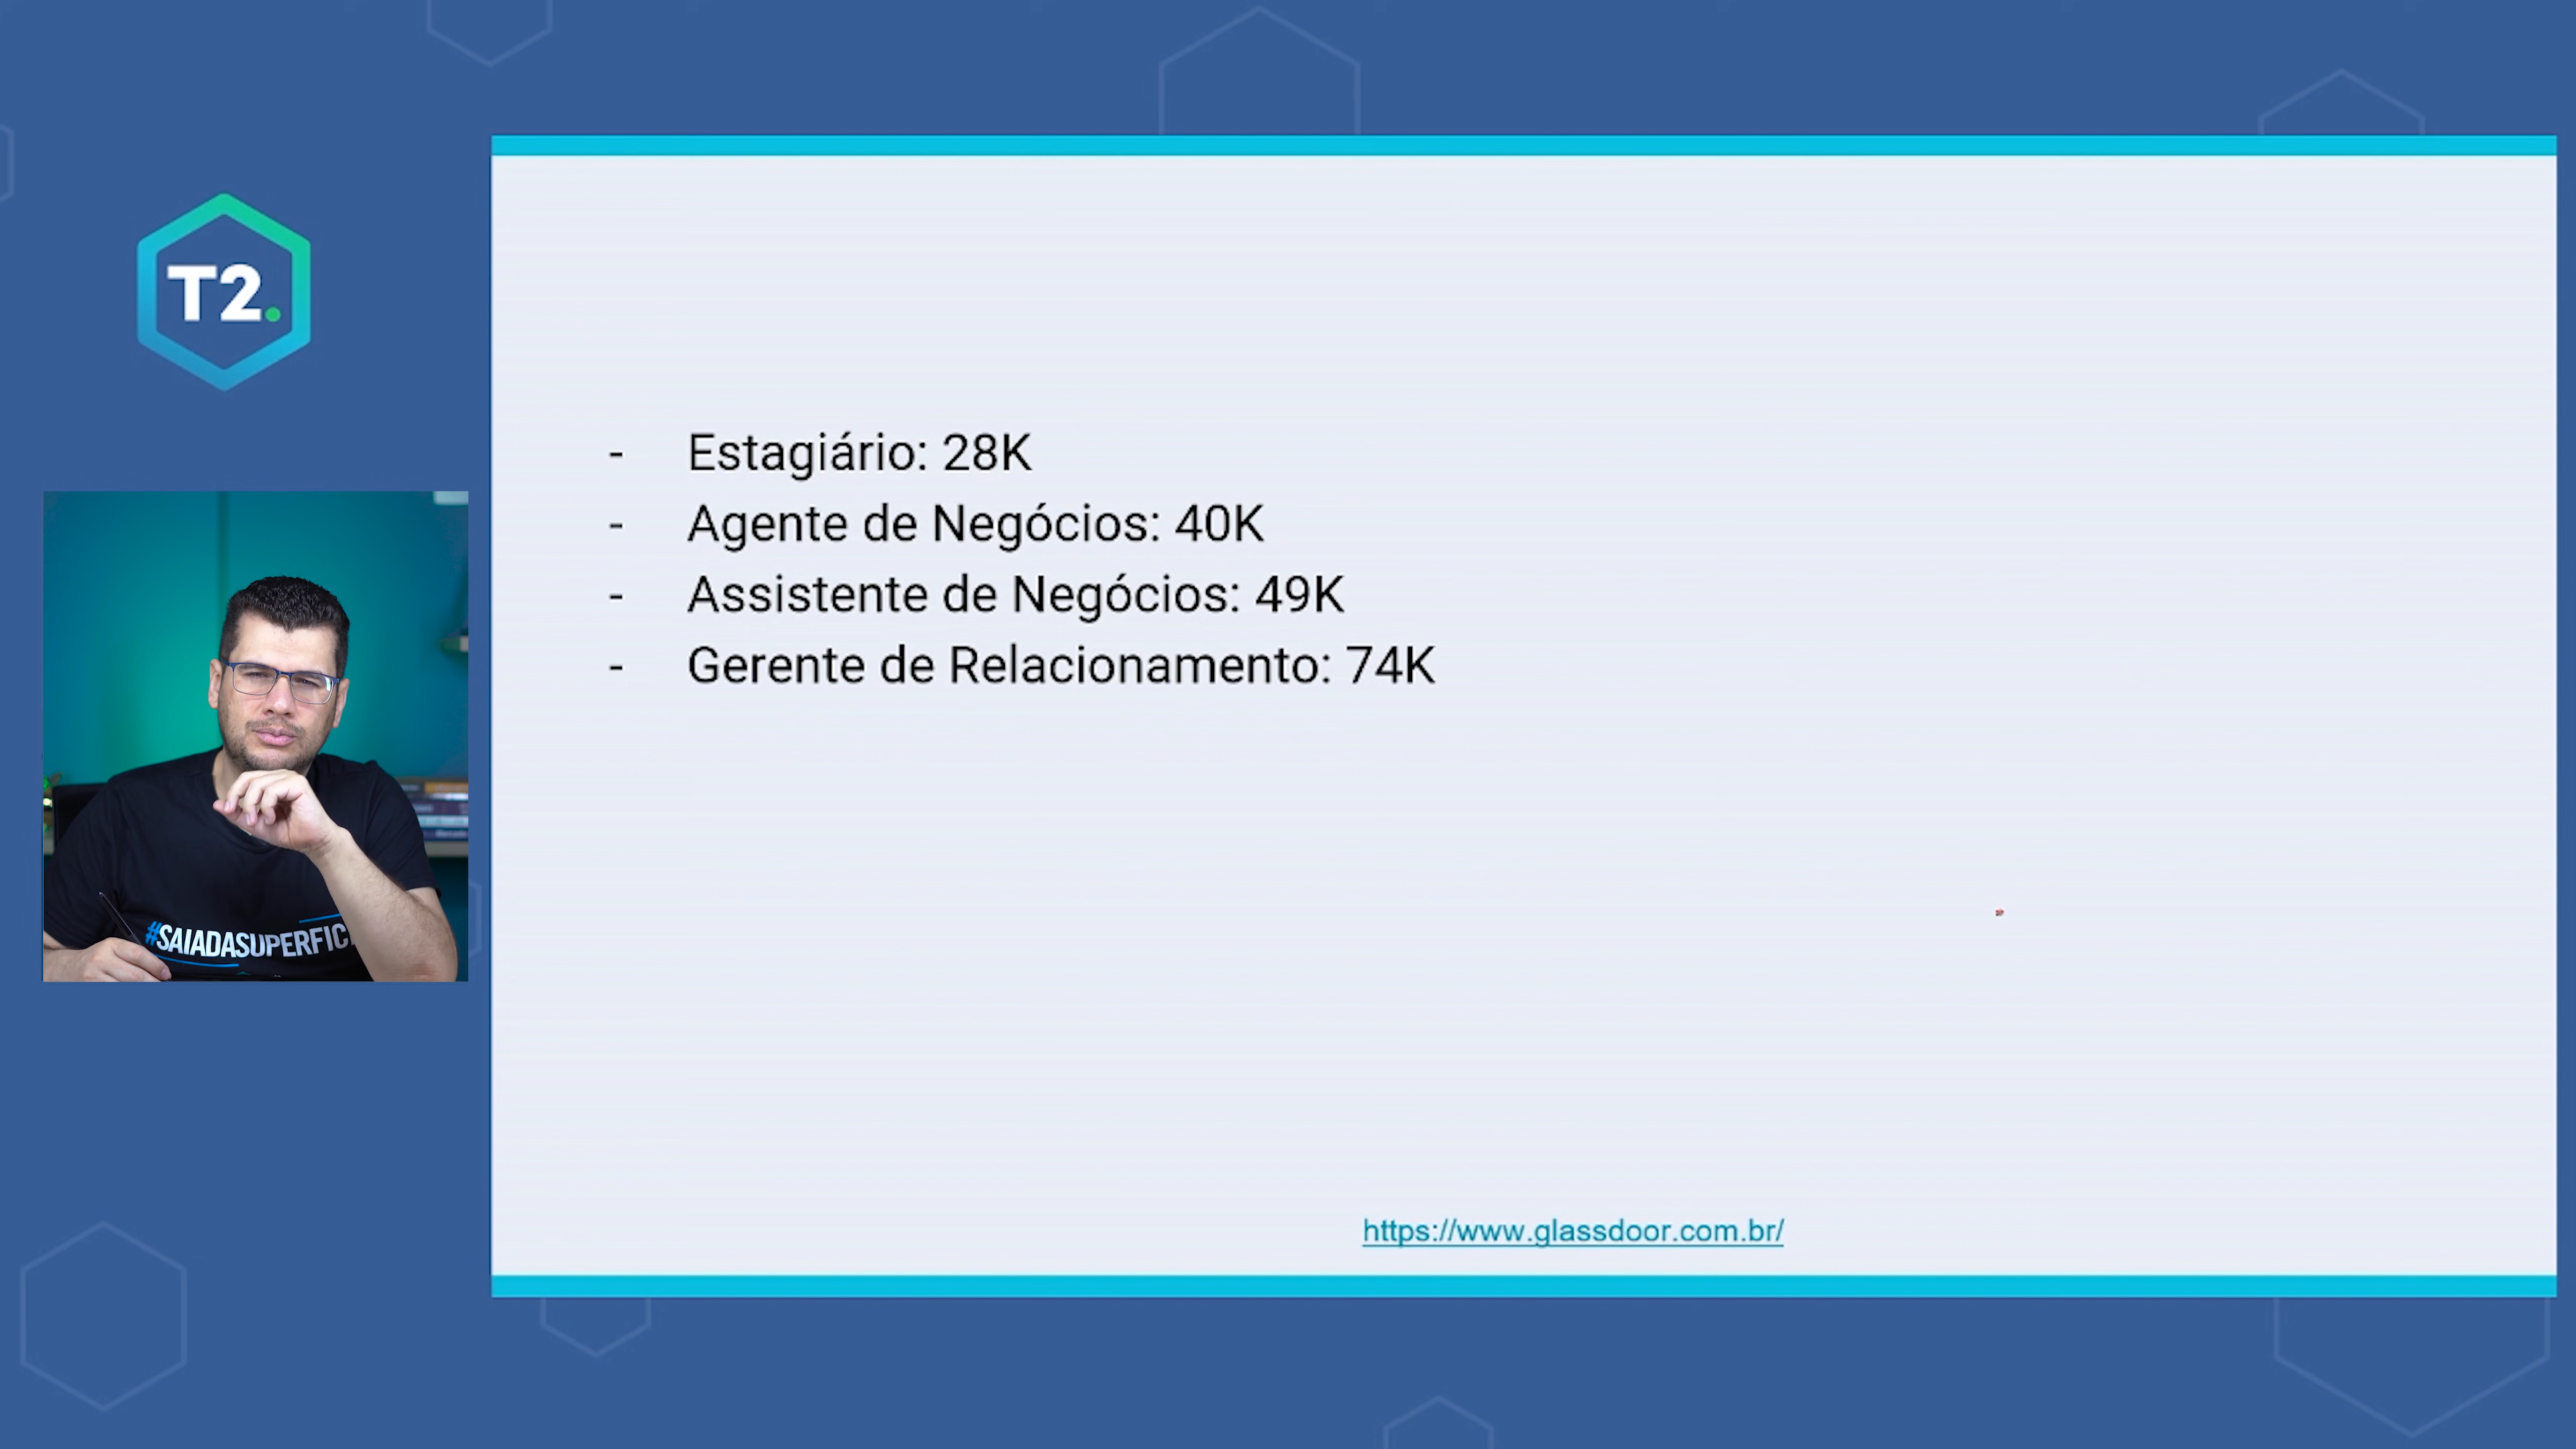 T2.
- Estagiário: 28K
- Agente de Negócios: 40K
- Assistente de Negócios: 49K
- Gerente de Relacionamento: 74K
#SAIADASUPERFIC
https://www.glassdoor.com.br/